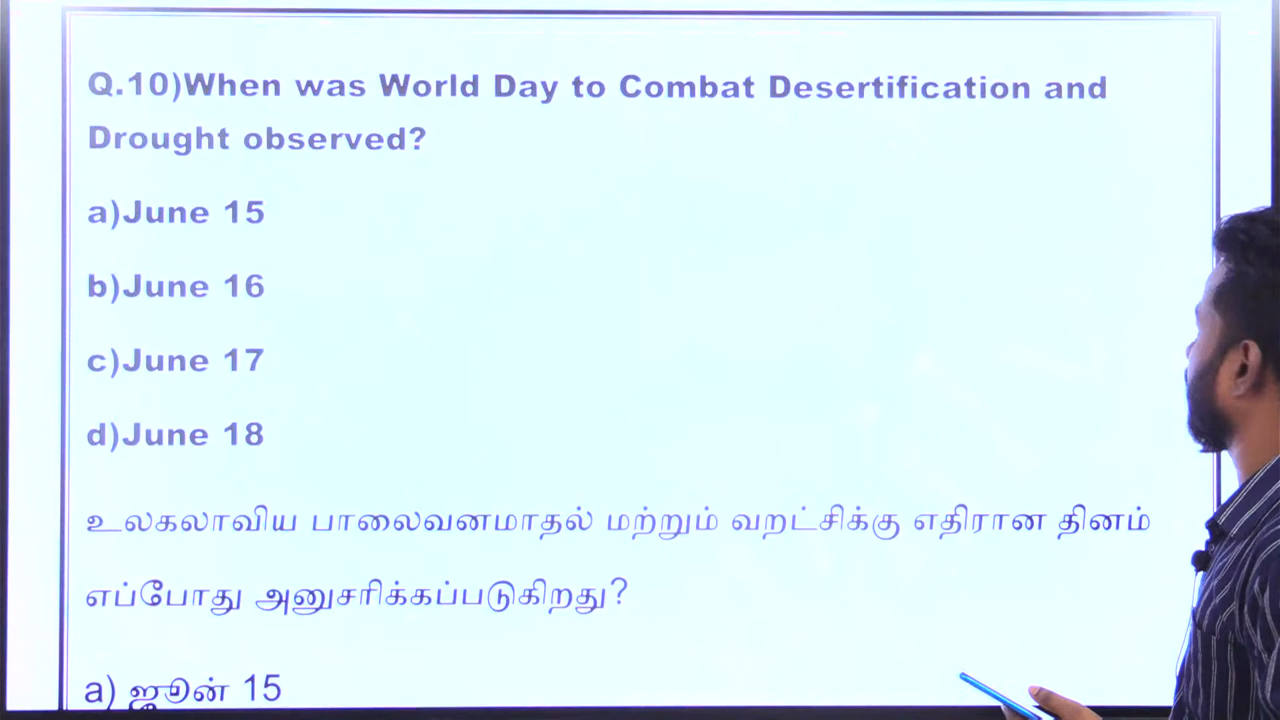 Q.10)When was World Day to Combat Desertification and
Drought observed?
a)June 15
b)June 16
c)June 17
d)June 18
உலகலாவிய பாலைவனமாதல் மற்றும் வறட்சிக்கு எதிரான தினம்
எப்போது அனுசரிக்கப்படுகிறது?
a) ஜூன் 15